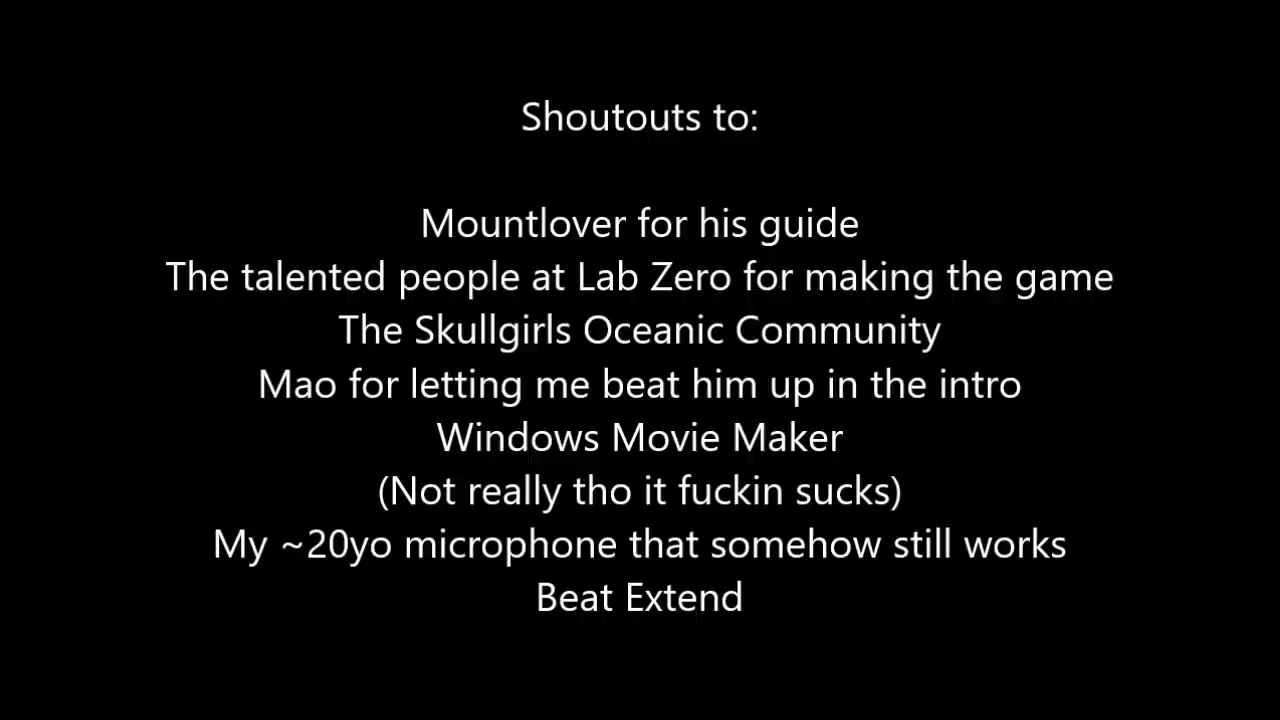 Shoutouts to:
Mountlover for his guide
The talented people at Lab Zero for making the game
The Skullgirls Oceanic Community
Mao for letting me beat him up in the intro
Windows Movie Maker
(Not really tho it fuckin sucks)
My ~20yo microphone that somehow still works
Beat Extend